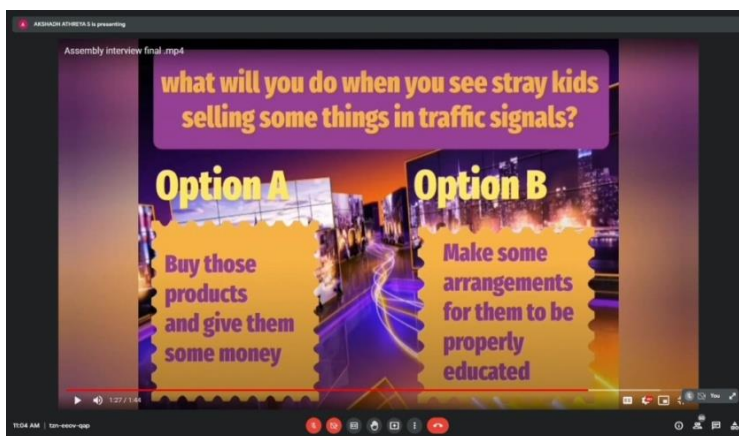 AKSHADH ATHREYA S is presenting
Assembly interview final .mp4
what will you do when you see stray kids
selling some things in traffic signals?
Option A
Option B
Buy those
products
and give them
some money
Make some
arrangements
for them to be
properly
educated
1:27 / 1:44
You
11:04 AM | tzn-eeov-qap